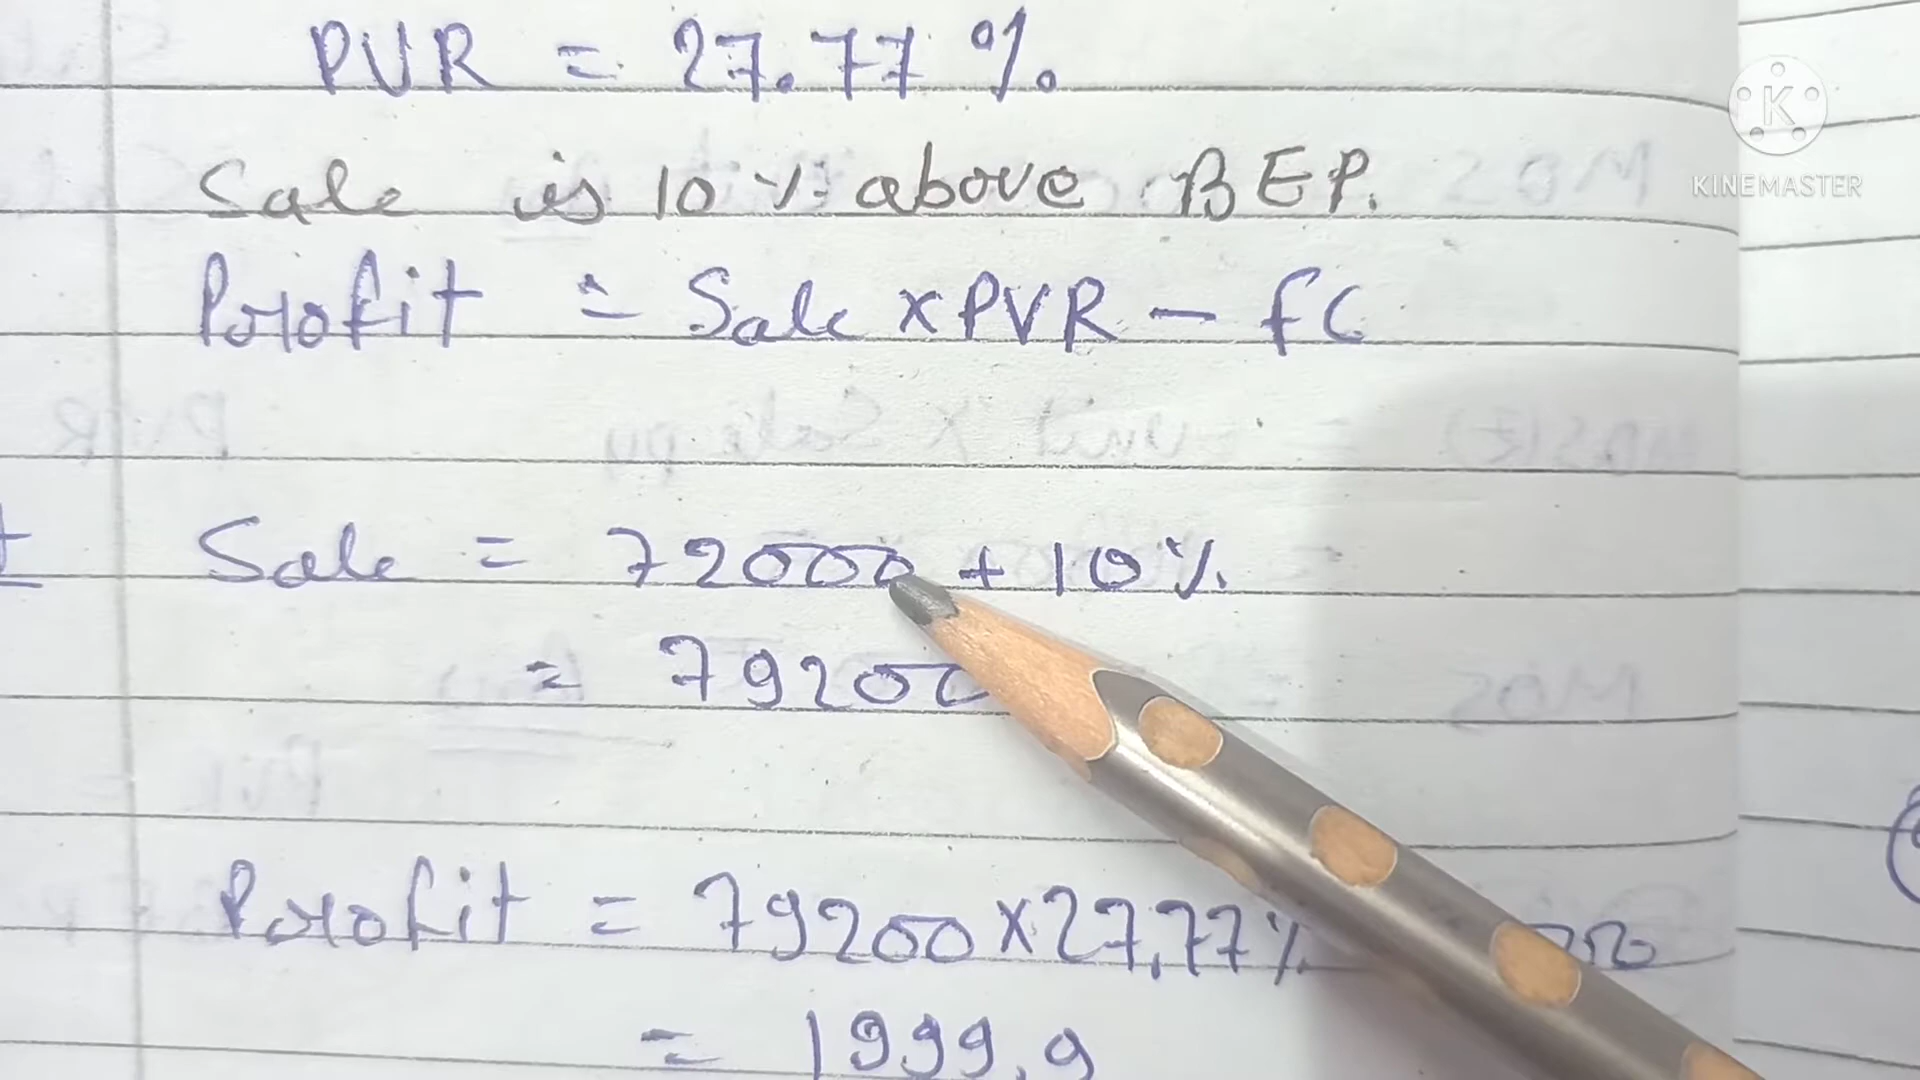 PVR = 27.77 %.
KINEMASTER
Sale is 10 % above BEP.
Profit = Sale x PVR - FC
Sale = 72000 + 10%
= 79200
Profit = 79200 x 27.77%
= 1999.9